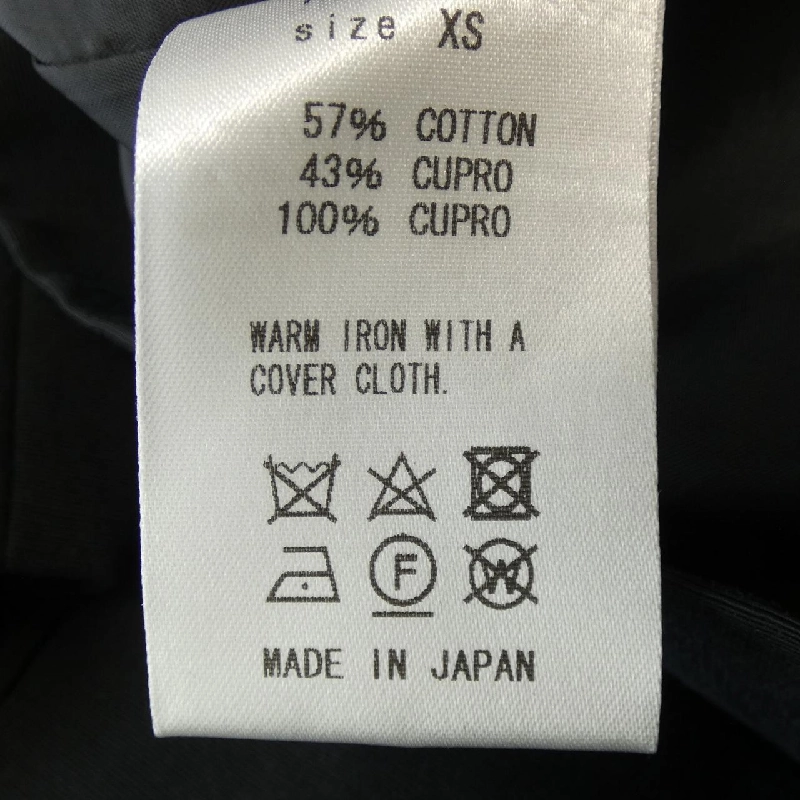 size XS
57% COTTON
43% CUPRO
100% CUPRO
WARM IRON WITH A
COVER CLOTH.
F W
MADE IN JAPAN